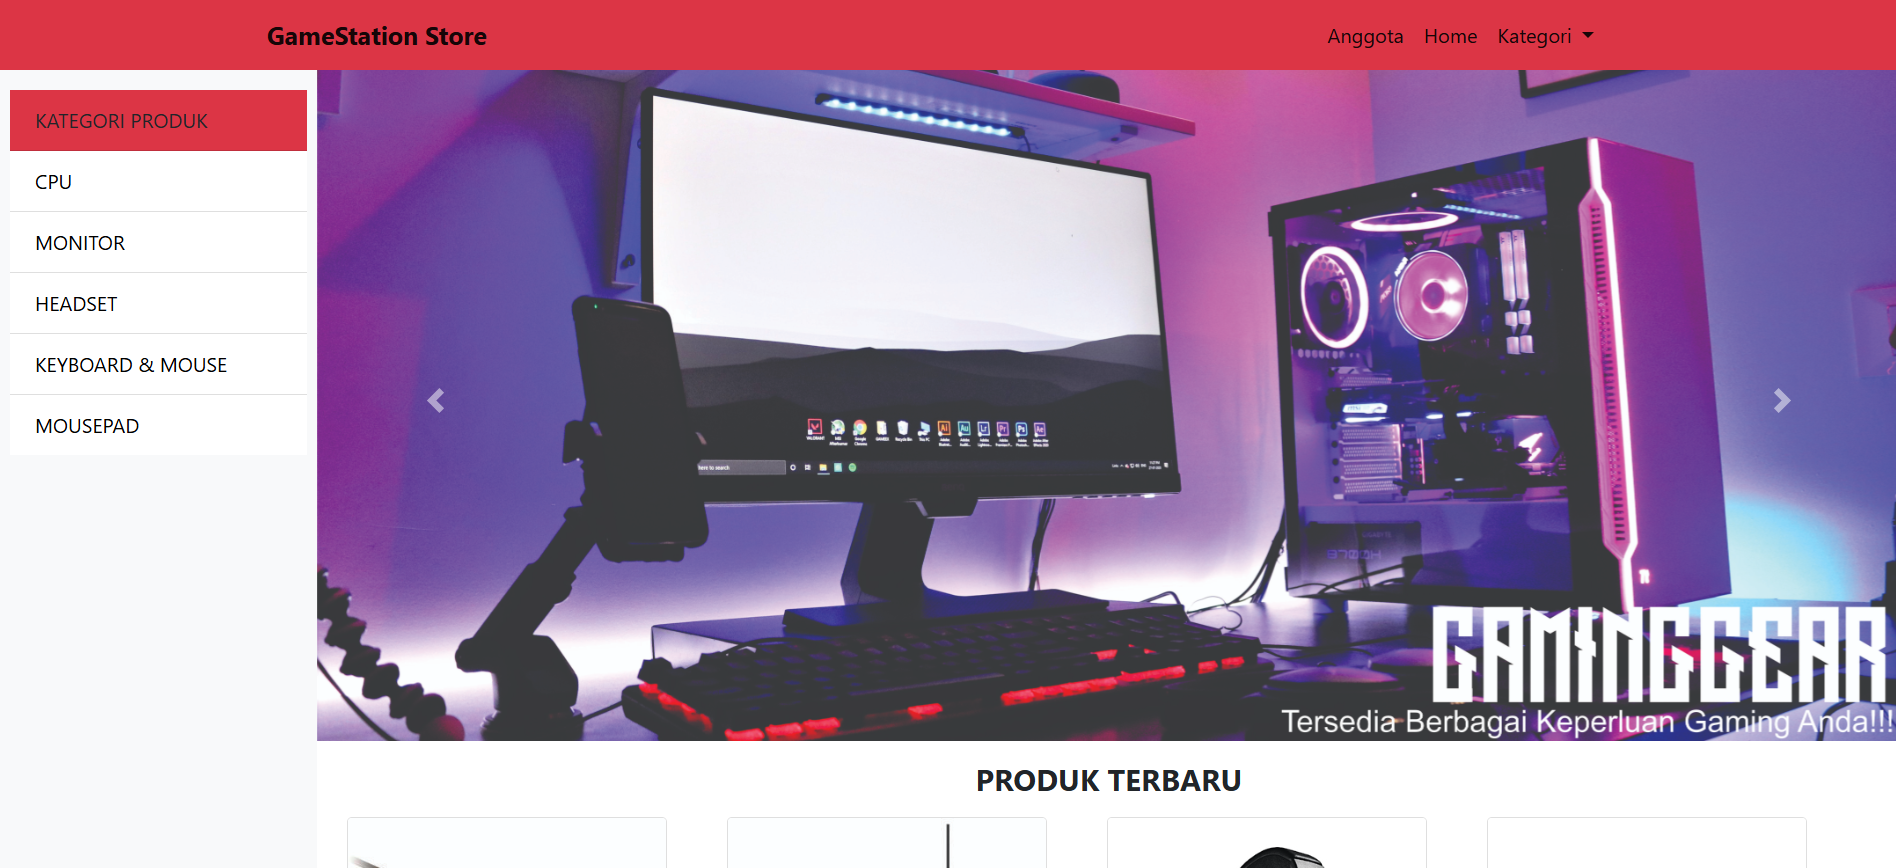 GameStation Store
Anggota Home Kategori
KATEGORI PRODUK
CPU
MONITOR
HEADSET
KEYBOARD & MOUSE
MOUSEPAD
GAMINGGEAR
Tersedia Berbagai Keperluan Gaming Anda!!!
PRODUK TERBARU